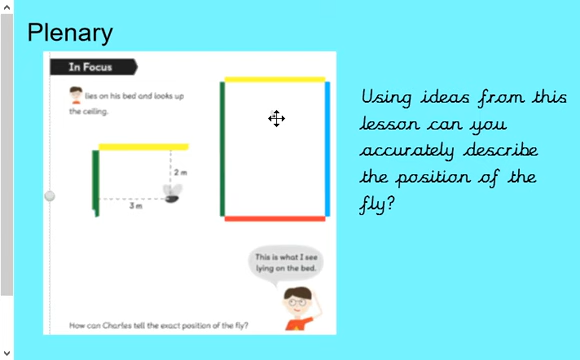 Plenary
In Focus
lies on his bed and looks up
the ceiling.
2 m
3 m
This is what I see
lying on the bed.
How can Charles tell the exact position of the fly?
Using ideas from this
lesson can you
accurately describe
the position of the
fly?